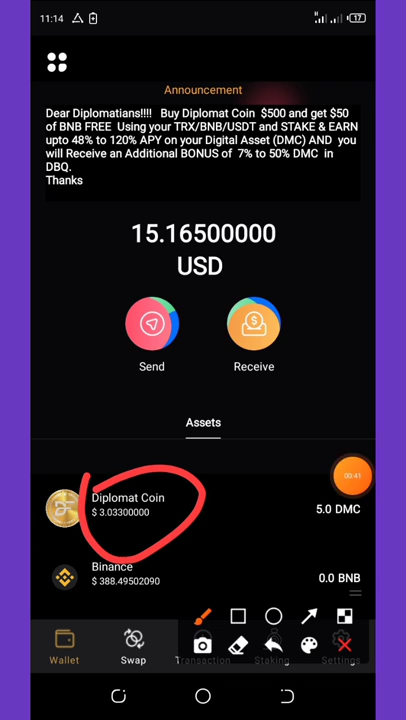 11:14
17
Announcement
Dear Diplomatians!!!! Buy Diplomat Coin $500 and get $50
of BNB FREE Using your TRX/BNB/USDT and STAKE & EARN
upto 48% to 120% APY on your Digital Asset (DMC) AND you
will Receive an Additional BONUS of 7% to 50% DMC in
DBQ.
Thanks
15.16500000
USD
Send Receive
Assets
00:41
Diplomat Coin
$ 3.03300000
5.0 DMC
Binance
$ 388.49502090
0.0 BNB
Wallet Swap Transaction Staking Settings